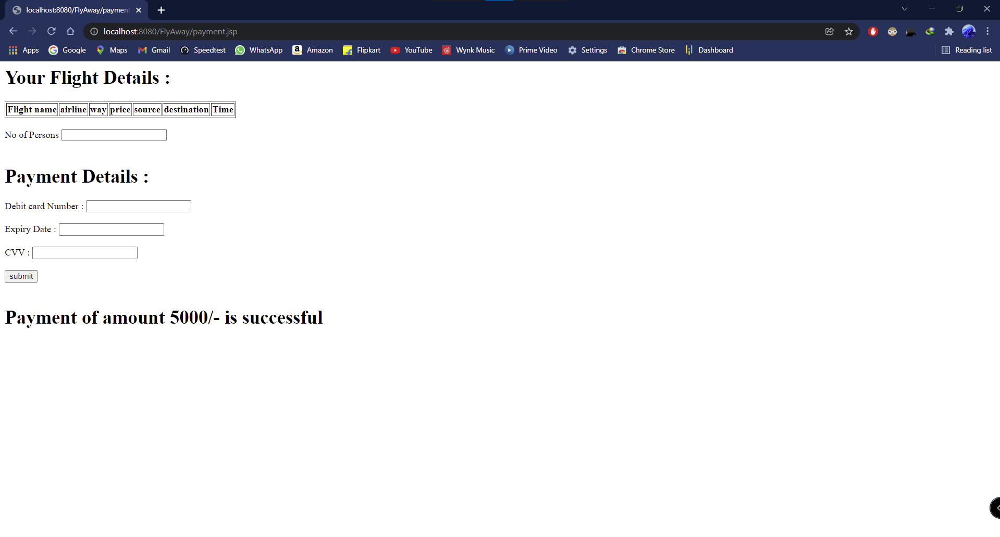 localhost:8080/FlyAway/payment
localhost:8080/FlyAway/payment.jsp
Apps Google Maps Gmail Speedtest WhatsApp Amazon Flipkart YouTube Wynk Music Prime Video Settings Chrome Store Dashboard Reading list
Your Flight Details :
Flight name airline way price source destination Time
No of Persons
Payment Details :
Debit card Number :
Expiry Date :
CVV :
submit
Payment of amount 5000/- is successful